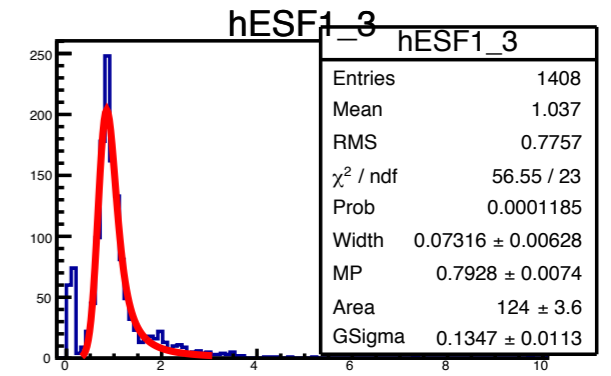 hESF1_3
hESF1_3
Entries 1408
Mean 1.037
RMS 0.7757
χ² / ndf 56.55 / 23
Prob 0.0001185
Width 0.07316 ± 0.00628
MP 0.7928 ± 0.0074
Area 124 ± 3.6
GSigma 0.1347 ± 0.0113
250
200
150
100
50
0
0 2 4 6 8 10